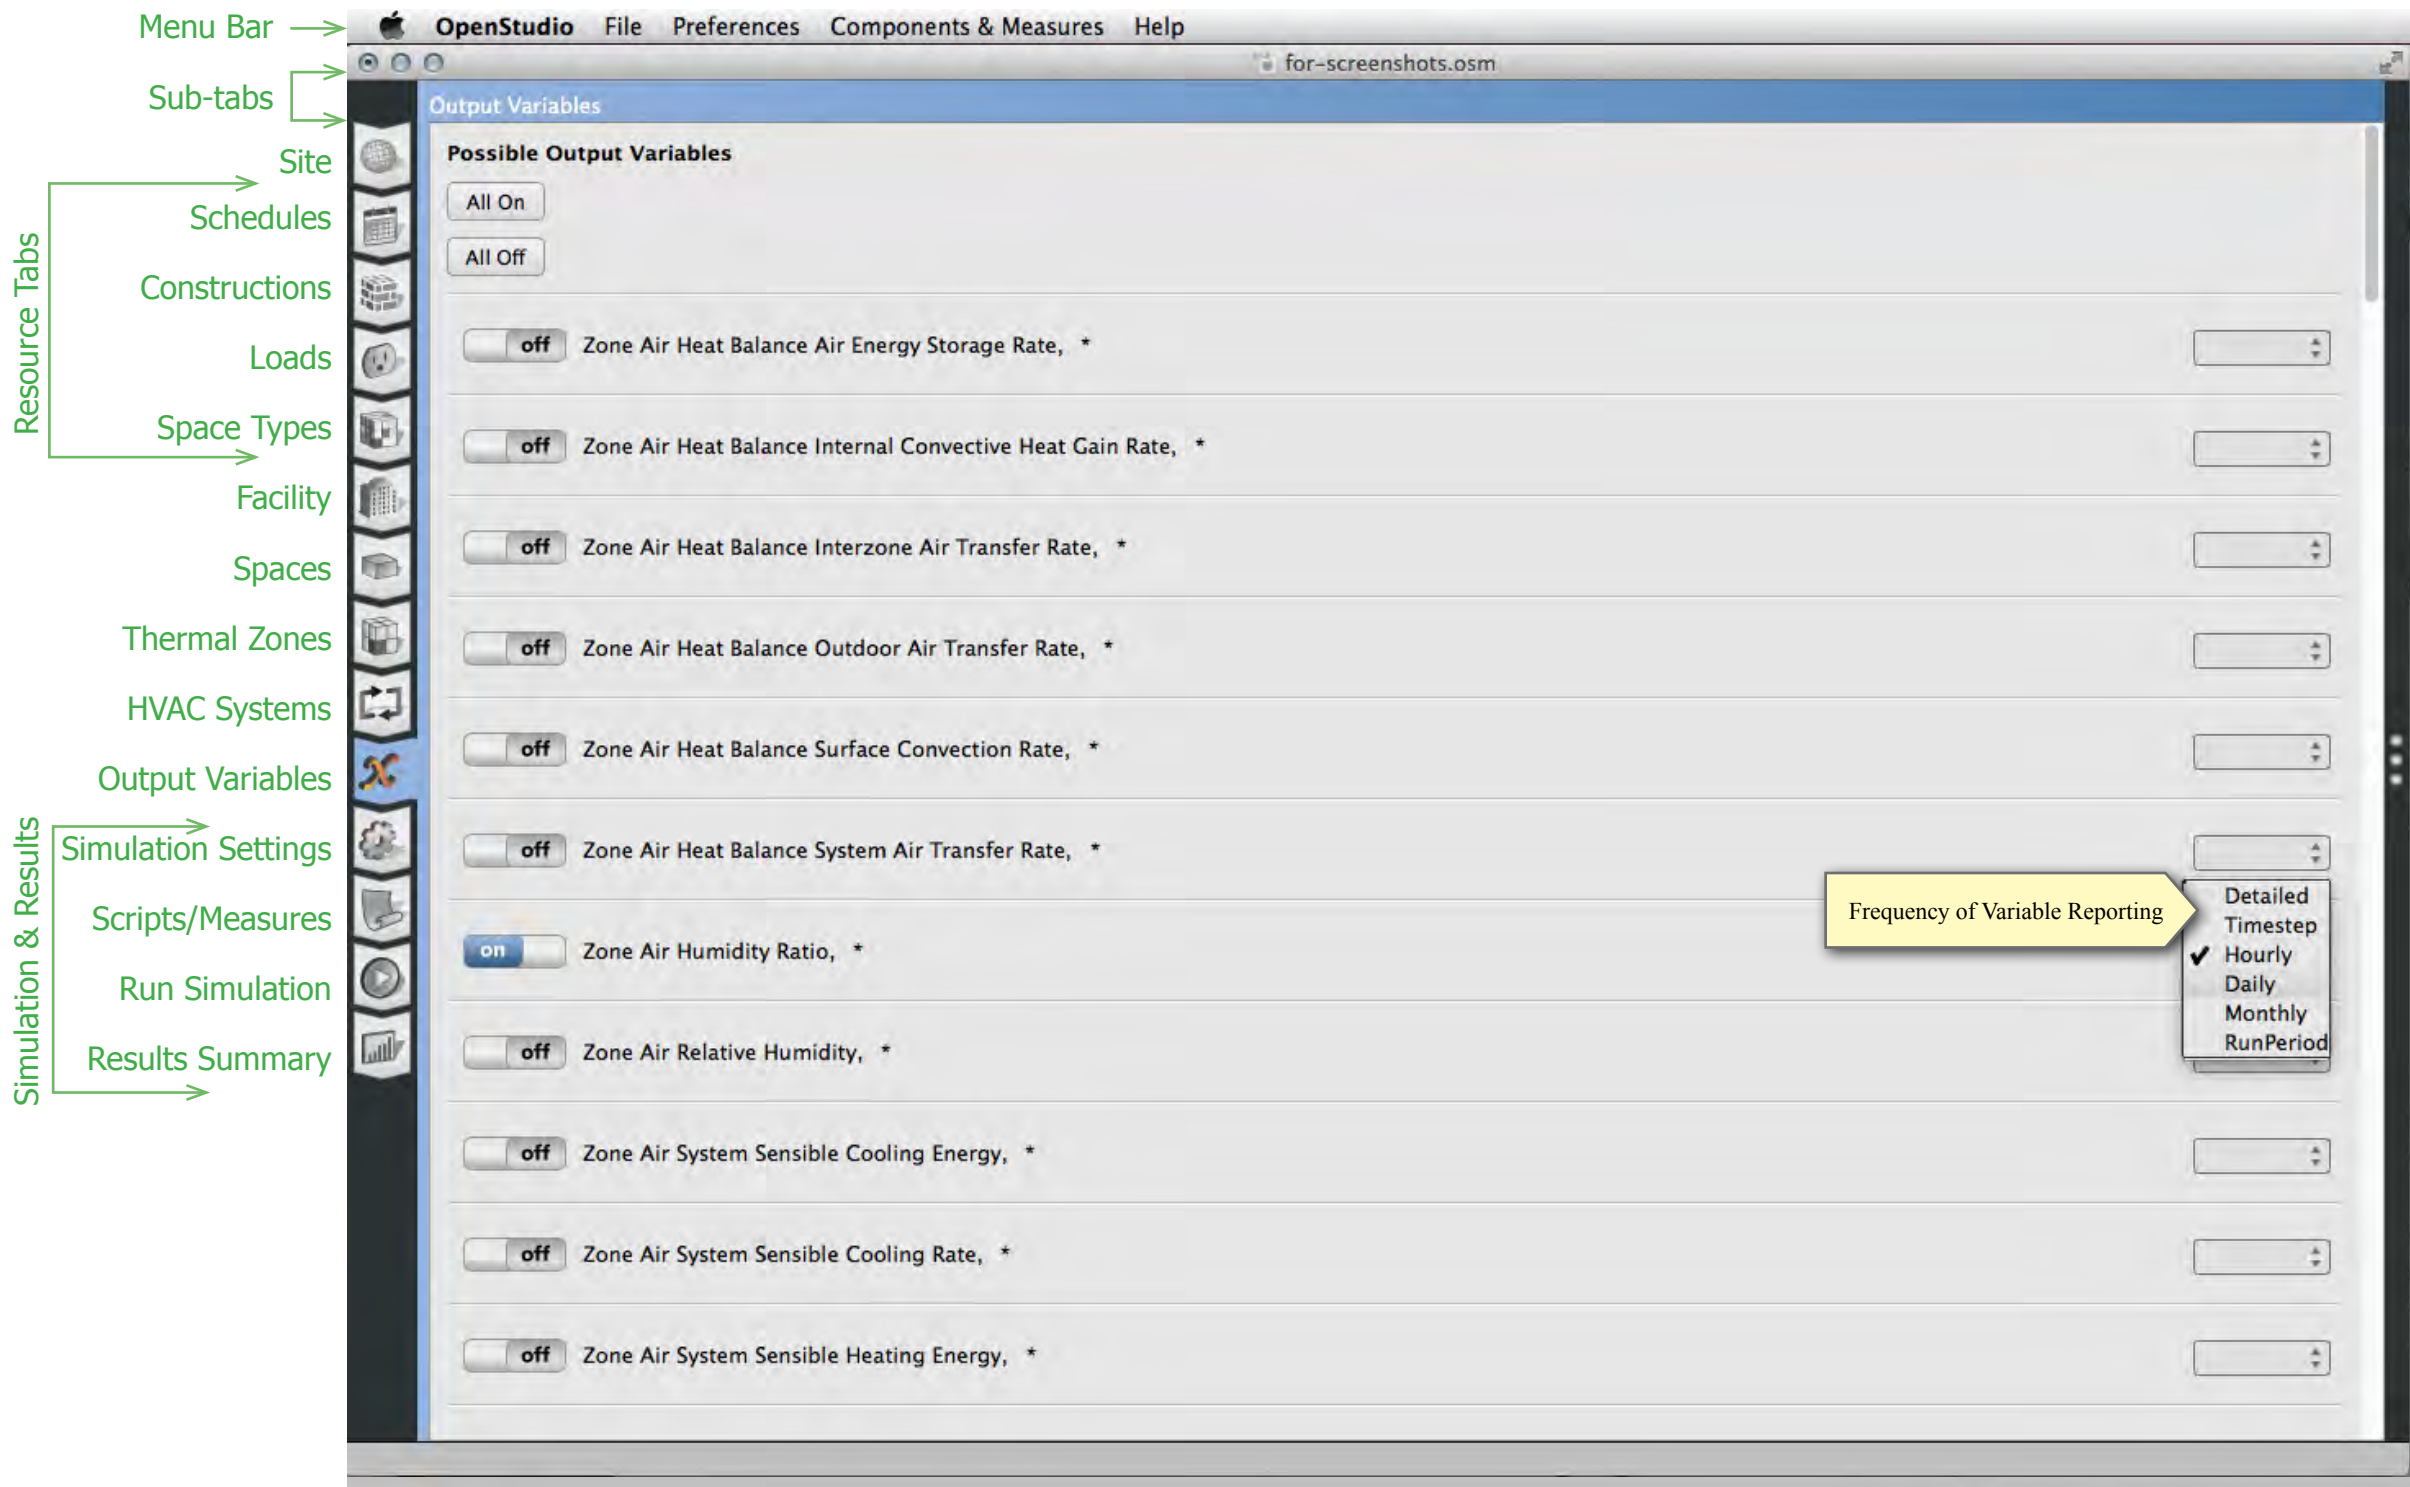 Menu Bar
OpenStudio File Preferences Components & Measures Help
for-screenshots.osm
Sub-tabs
Output Variables
Resource Tabs
Site
Schedules
Constructions
Loads
Space Types
Facility
Spaces
Thermal Zones
HVAC Systems
Output Variables
Simulation & Results
Simulation Settings
Scripts/Measures
Run Simulation
Results Summary
Possible Output Variables
All On
All Off
off Zone Air Heat Balance Air Energy Storage Rate, *
off Zone Air Heat Balance Internal Convective Heat Gain Rate, *
off Zone Air Heat Balance Interzone Air Transfer Rate, *
off Zone Air Heat Balance Outdoor Air Transfer Rate, *
off Zone Air Heat Balance Surface Convection Rate, *
off Zone Air Heat Balance System Air Transfer Rate, *
on Zone Air Humidity Ratio, *
Frequency of Variable Reporting
Detailed
Timestep
✔ Hourly
Daily
Monthly
RunPeriod
off Zone Air Relative Humidity, *
off Zone Air System Sensible Cooling Energy, *
off Zone Air System Sensible Cooling Rate, *
off Zone Air System Sensible Heating Energy, *